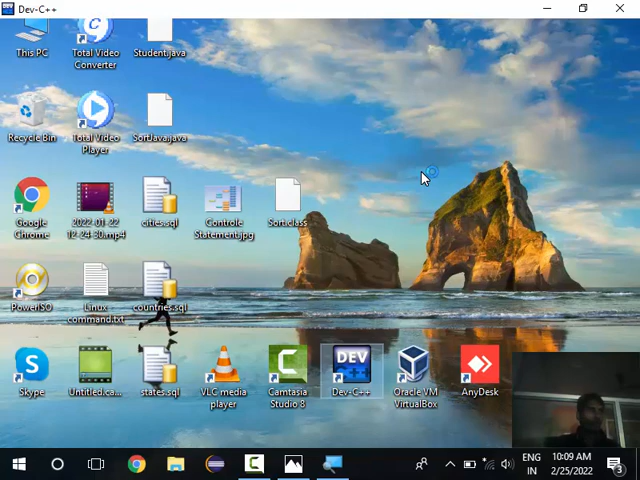 Dev-C++
This PC
Total Video
Converter
Student.java
Recycle Bin
Total Video
Player
SortJava.java
Google
Chrome
2022-01-22
12-24-30.mp4
cities.sql
Controle
Statement.jpg
Sort.class
PowerISO
Linux
command.txt
countries.sql
DEV
C++
Skype
Untitled.ca...
states.sql
VLC media
player
Camtasia
Studio 8
Dev-C++
Oracle VM
VirtualBox
AnyDesk
ENG
IN
10:09 AM
2/25/2022
3